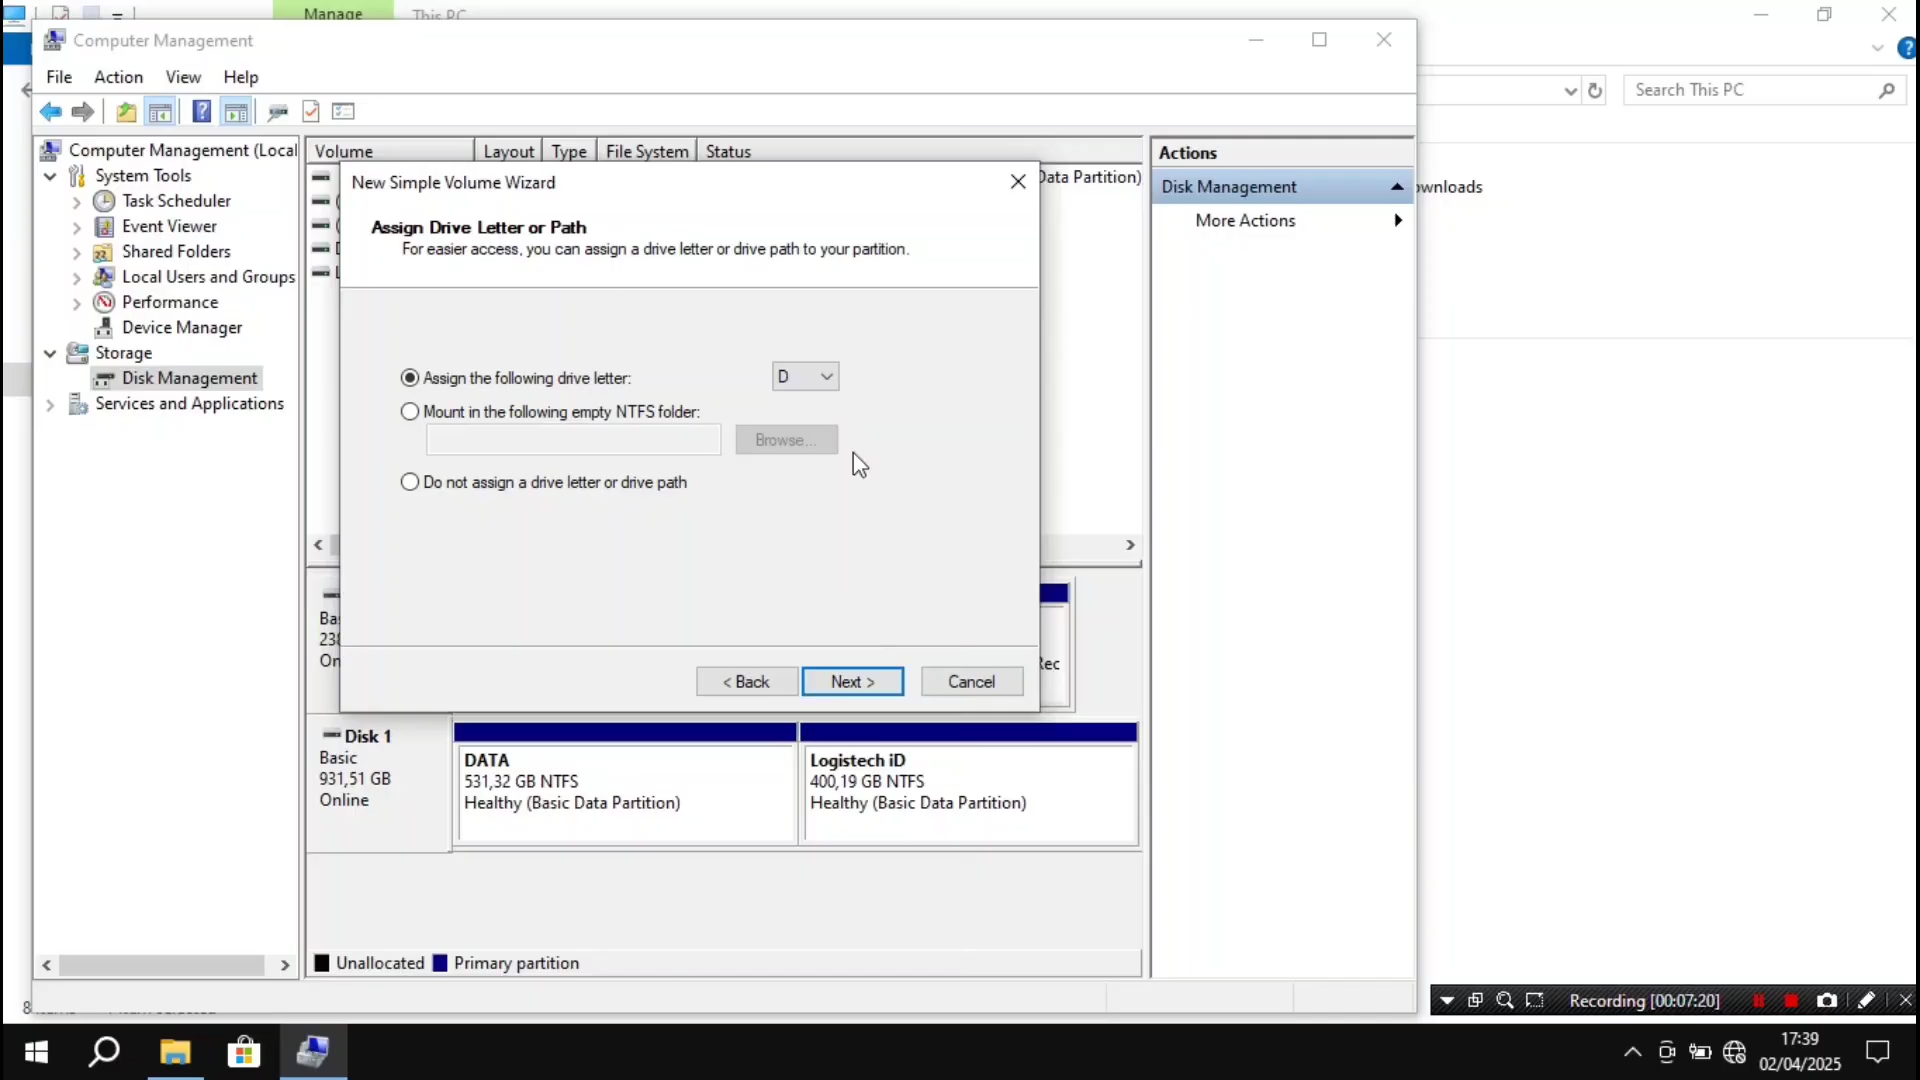 Manage
This PC
Computer Management
File Action View Help
Search This PC
Computer Management (Local
System Tools
Task Scheduler
Event Viewer
Shared Folders
Local Users and Groups
Performance
Device Manager
Storage
Disk Management
Services and Applications
Volume Layout Type File System Status
Data Partition)
New Simple Volume Wizard
Assign Drive Letter or Path
For easier access, you can assign a drive letter or drive path to your partition.
Assign the following drive letter:
D
Mount in the following empty NTFS folder:
Browse...
Do not assign a drive letter or drive path
< Back
Next >
Cancel
Actions
Disk Management
More Actions
wnloads
Ba
238
On
Rec
Disk 1
Basic
931,51 GB
Online
DATA
531,32 GB NTFS
Healthy (Basic Data Partition)
Logistech iD
400,19 GB NTFS
Healthy (Basic Data Partition)
Unallocated
Primary partition
Recording [00:07:20]
17:39
02/04/2025